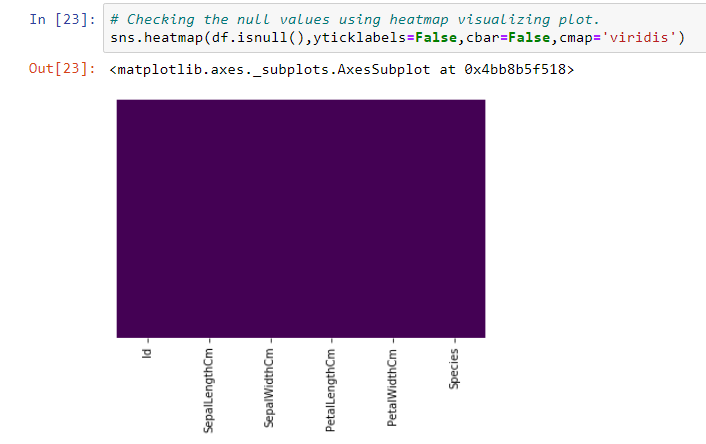 In [23]: # Checking the null values using heatmap visualizing plot.
sns.heatmap(df.isnull(),yticklabels=False,cbar=False,cmap='viridis')
Out[23]: <matplotlib.axes._subplots.AxesSubplot at 0x4bb8b5f518>
Id
SepalLengthCm
SepalWidthCm
PetalLengthCm
PetalWidthCm
Species